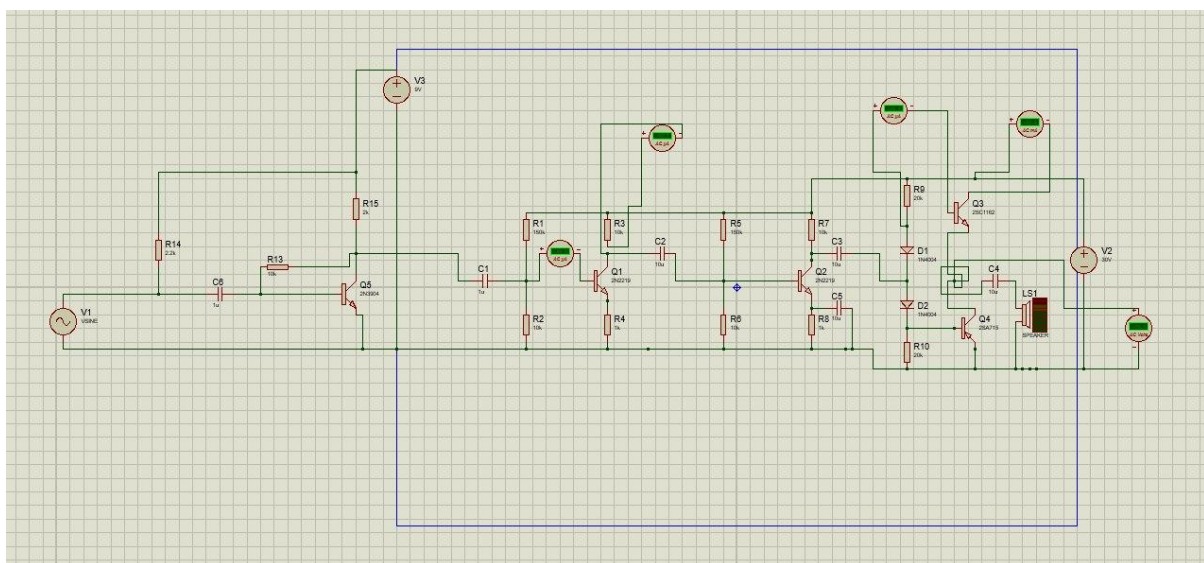 V3
9V
R15
2k
R14
2.2k
R13
10k
C6
1u
Q5
2N3904
V1
VSINE
C1
1u
R1
150k
R2
10k
R3
10k
Q1
2N2219
R4
1k
C2
10u
R5
150k
R6
10k
R7
10k
C3
10u
Q2
2N2219
C5
10u
R8
1k
R9
20k
D1
1N4004
D2
1N4004
R10
20k
Q3
2SC1162
Q4
2SA715
C4
10u
LS1
SPEAKER
V2
30V